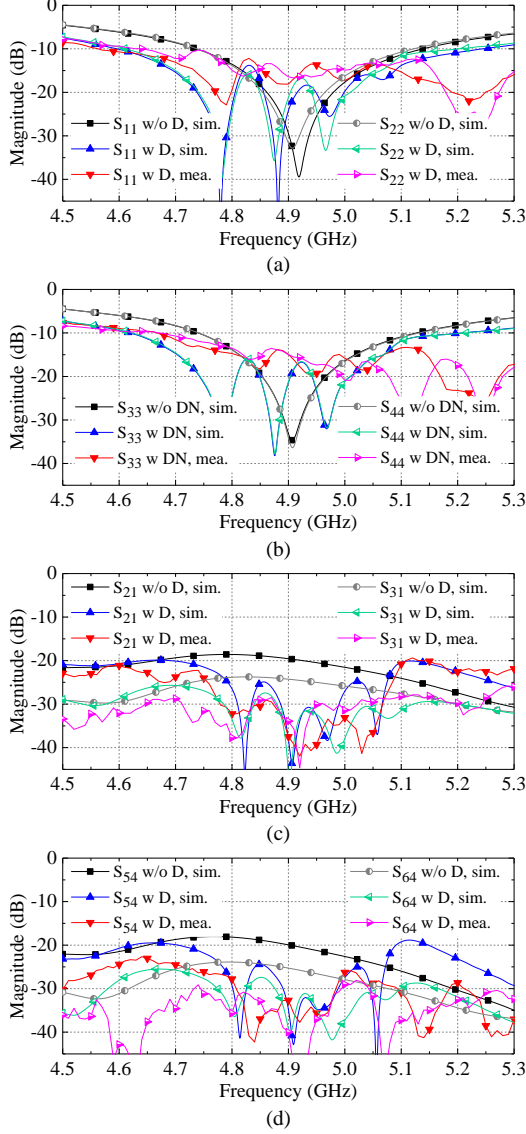 0
-10
-20
-30
-40
Magnitude (dB)
S11 w/o D, sim.
S11 w D, sim.
S11 w D, mea.
S22 w/o D, sim.
S22 w D, sim.
S22 w D, mea.
4.5 4.6 4.7 4.8 4.9 5.0 5.1 5.2 5.3
Frequency (GHz)
(a)
0
-10
-20
-30
-40
Magnitude (dB)
S33 w/o DN, sim.
S33 w DN, sim.
S33 w DN, mea.
S44 w/o DN, sim.
S44 w DN, sim.
S44 w DN, mea.
4.5 4.6 4.7 4.8 4.9 5.0 5.1 5.2 5.3
Frequency (GHz)
(b)
0
-10
-20
-30
-40
Magnitude (dB)
S21 w/o D, sim.
S21 w D, sim.
S21 w D, mea.
S31 w/o D, sim.
S31 w D, sim.
S31 w D, mea.
4.5 4.6 4.7 4.8 4.9 5.0 5.1 5.2 5.3
Frequency (GHz)
(c)
0
-10
-20
-30
-40
Magnitude (dB)
S54 w/o D, sim.
S54 w D, sim.
S54 w D, mea.
S64 w/o D, sim.
S64 w D, sim.
S64 w D, mea.
4.5 4.6 4.7 4.8 4.9 5.0 5.1 5.2 5.3
Frequency (GHz)
(d)